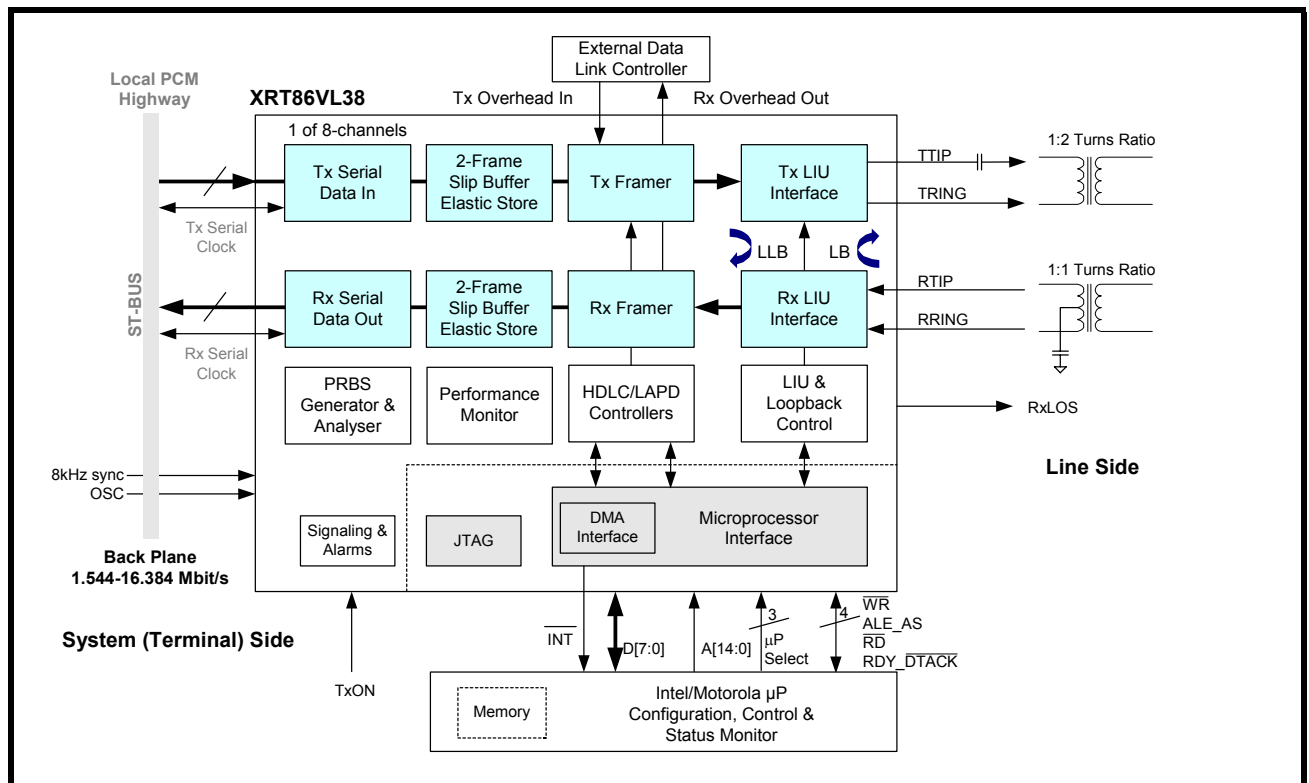 External Data
Link Controller
Local PCM
Highway
XRT86VL38
Tx Overhead In
Rx Overhead Out
1 of 8-channels
Tx Serial
Data In
2-Frame
Slip Buffer
Elastic Store
Tx Framer
Tx LIU
Interface
TTIP
TRING
1:2 Turns Ratio
Tx Serial
Clock
LLB
LB
ST-BUS
Rx Serial
Data Out
2-Frame
Slip Buffer
Elastic Store
Rx Framer
Rx LIU
Interface
RTIP
RRING
1:1 Turns Ratio
Rx Serial
Clock
PRBS
Generator &
Analyser
Performance
Monitor
HDLC/LAPD
Controllers
LIU &
Loopback
Control
RxLOS
Line Side
8kHz sync
OSC
Signaling &
Alarms
JTAG
DMA
Interface
Microprocessor
Interface
Back Plane
1.544-16.384 Mbit/s
System (Terminal) Side
TxON
INT
D[7:0]
A[14:0]
3
µP
Select
4
WR
ALE_AS
RD
RDY_DTACK
Memory
Intel/Motorola µP
Configuration, Control &
Status Monitor